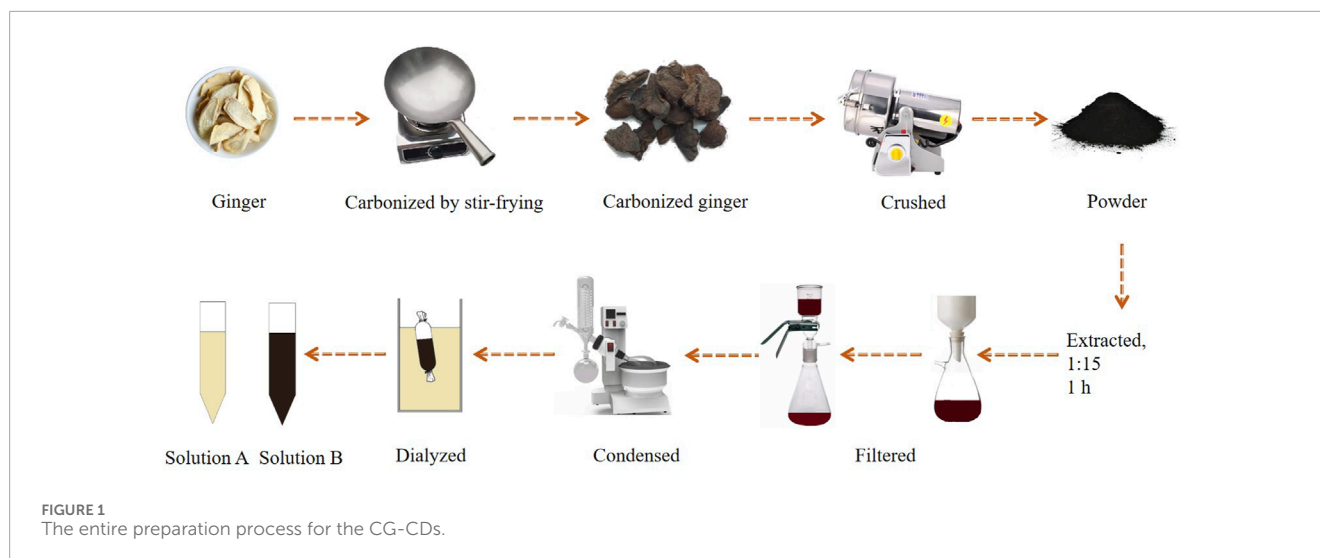 Ginger
Carbonized by stir-frying
Carbonized ginger
Crushed
Powder
Extracted,
1:15
1 h
Filtered
Condensed
Dialyzed
Solution A Solution B
FIGURE 1
The entire preparation process for the CG-CDs.